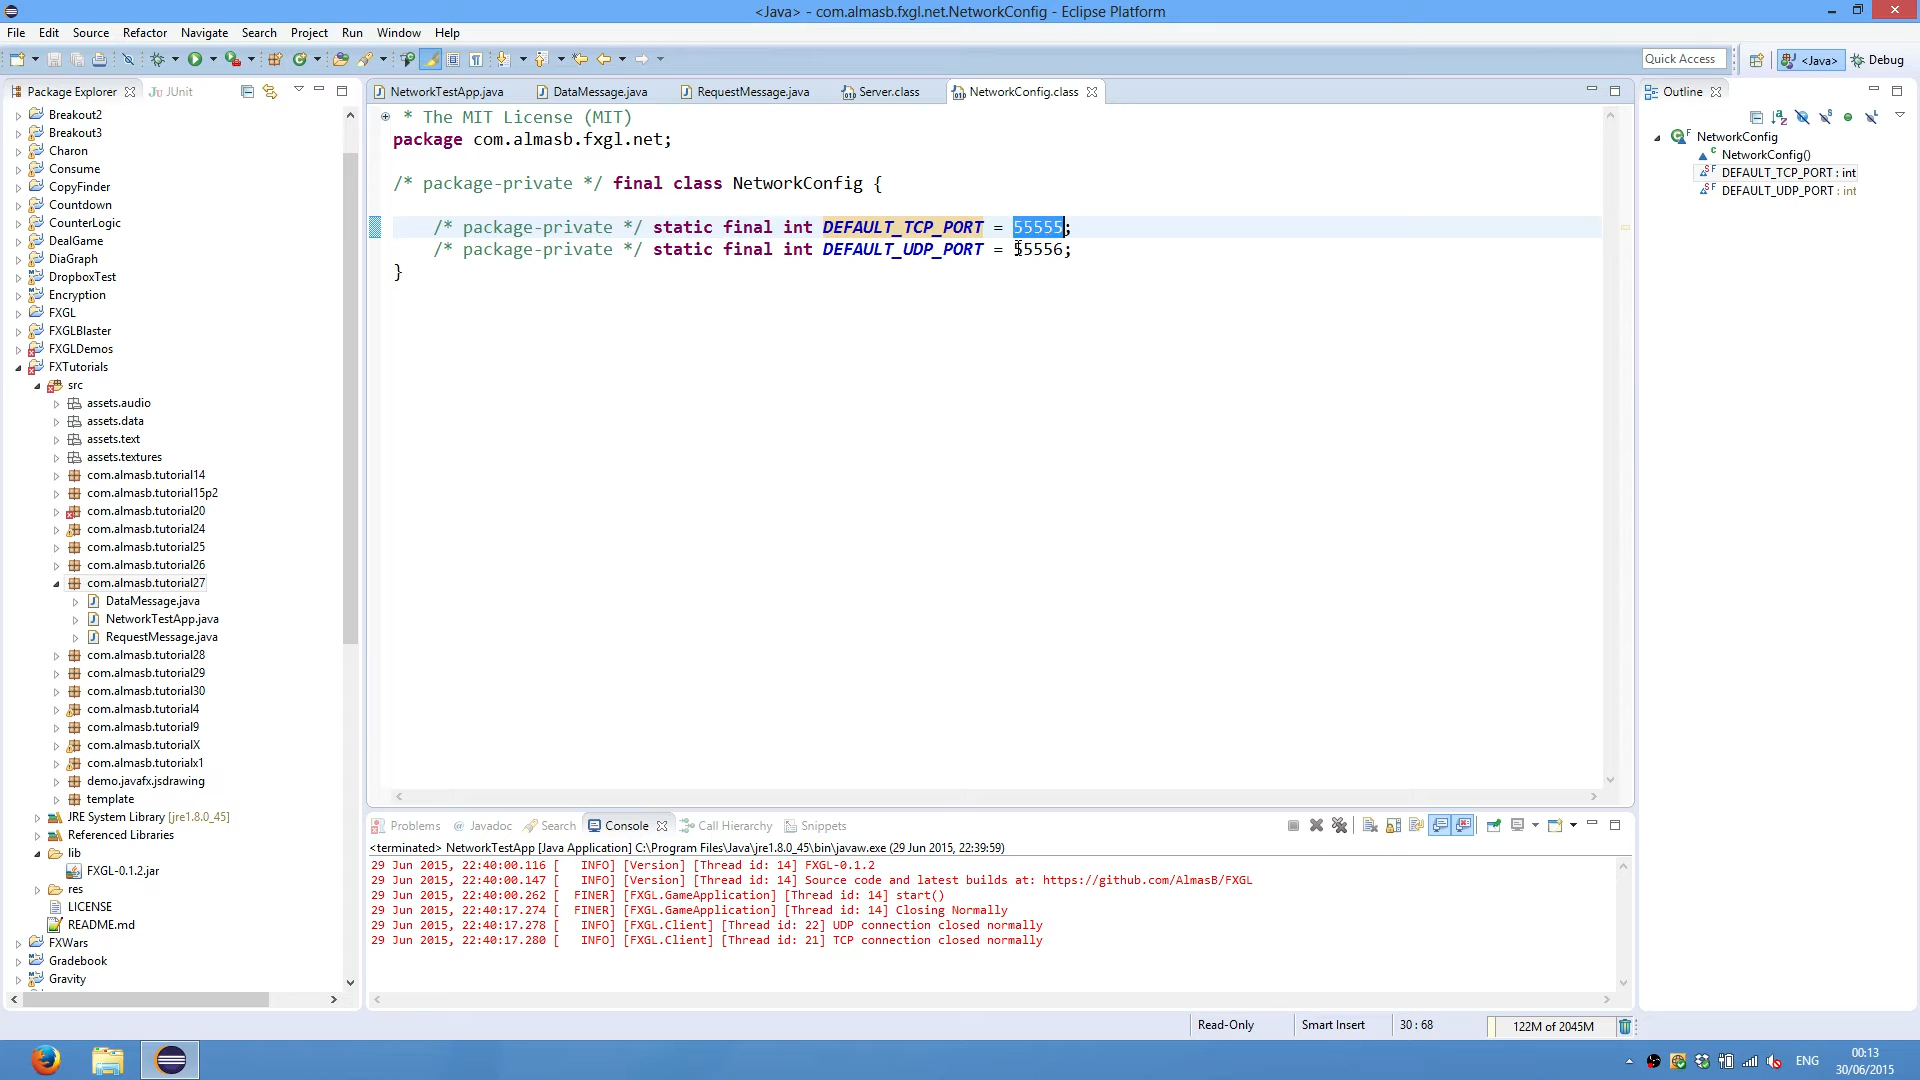 <Java> - com.almasb.fxgl.net.NetworkConfig - Eclipse Platform
File Edit Source Refactor Navigate Search Project Run Window Help
Quick Access <Java> Debug
Package Explorer JUnit
Breakout2
Breakout3
Charon
Consume
CopyFinder
Countdown
CounterLogic
DealGame
DiaGraph
DropboxTest
Encryption
FXGL
FXGLBlaster
FXGLDemos
FXTutorials
src
assets.audio
assets.data
assets.text
assets.textures
com.almasb.tutorial14
com.almasb.tutorial15p2
com.almasb.tutorial20
com.almasb.tutorial24
com.almasb.tutorial25
com.almasb.tutorial26
com.almasb.tutorial27
DataMessage.java
NetworkTestApp.java
RequestMessage.java
com.almasb.tutorial28
com.almasb.tutorial29
com.almasb.tutorial30
com.almasb.tutorial4
com.almasb.tutorial9
com.almasb.tutorialX
com.almasb.tutorialx1
demo.javafx.jsdrawing
template
JRE System Library [jre1.8.0_45]
Referenced Libraries
lib
FXGL-0.1.2.jar
res
LICENSE
README.md
FXWars
Gradebook
Gravity
NetworkTestApp.java DataMessage.java RequestMessage.java Server.class NetworkConfig.class
* The MIT License (MIT)
package com.almasb.fxgl.net;
/* package-private */ final class NetworkConfig {
/* package-private */ static final int DEFAULT_TCP_PORT = 55555;
/* package-private */ static final int DEFAULT_UDP_PORT = 55556;
}
Outline
NetworkConfig
NetworkConfig()
DEFAULT_TCP_PORT : int
DEFAULT_UDP_PORT : int
Problems Javadoc Search Console Call Hierarchy Snippets
<terminated> NetworkTestApp [Java Application] C:\Program Files\Java\jre1.8.0_45\bin\javaw.exe (29 Jun 2015, 22:39:59)
29 Jun 2015, 22:40:00.116 [ INFO] [Version] [Thread id: 14] FXGL-0.1.2
29 Jun 2015, 22:40:00.147 [ INFO] [Version] [Thread id: 14] Source code and latest builds at: https://github.com/AlmasB/FXGL
29 Jun 2015, 22:40:00.262 [ FINER] [FXGL.GameApplication] [Thread id: 14] start()
29 Jun 2015, 22:40:17.274 [ FINER] [FXGL.GameApplication] [Thread id: 14] Closing Normally
29 Jun 2015, 22:40:17.278 [ INFO] [FXGL.Client] [Thread id: 22] UDP connection closed normally
29 Jun 2015, 22:40:17.280 [ INFO] [FXGL.Client] [Thread id: 21] TCP connection closed normally
Read-Only Smart Insert 30 : 68 122M of 2045M
ENG
00:13
30/06/2015